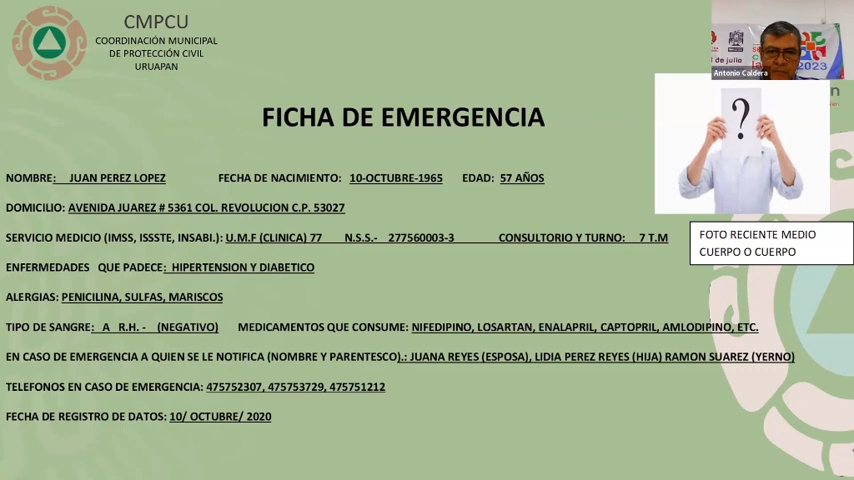 CMPCU
COORDINACIÓN MUNICIPAL
DE PROTECCIÓN CIVIL
URUAPAN
2023
Antonio Caldera
FICHA DE EMERGENCIA
?
NOMBRE: JUAN PEREZ LOPEZ FECHA DE NACIMIENTO: 10-OCTUBRE-1965 EDAD: 57 AÑOS
DOMICILIO: AVENIDA JUAREZ # 5361 COL. REVOLUCION C.P. 53027
SERVICIO MEDICIO (IMSS, ISSSTE, INSABI.): U.M.F (CLINICA) 77 N.S.S.- 277560003-3 CONSULTORIO Y TURNO: 7 T.M
FOTO RECIENTE MEDIO
CUERPO O CUERPO
ENFERMEDADES QUE PADECE: HIPERTENSION Y DIABETICO
ALERGIAS: PENICILINA, SULFAS, MARISCOS
TIPO DE SANGRE: A R.H. - (NEGATIVO) MEDICAMENTOS QUE CONSUME: NIFEDIPINO, LOSARTAN, ENALAPRIL, CAPTOPRIL, AMLODIPINO, ETC.
EN CASO DE EMERGENCIA A QUIEN SE LE NOTIFICA (NOMBRE Y PARENTESCO).: JUANA REYES (ESPOSA), LIDIA PEREZ REYES (HIJA) RAMON SUAREZ (YERNO)
TELEFONOS EN CASO DE EMERGENCIA: 475752307, 475753729, 475751212
FECHA DE REGISTRO DE DATOS: 10/ OCTUBRE/ 2020